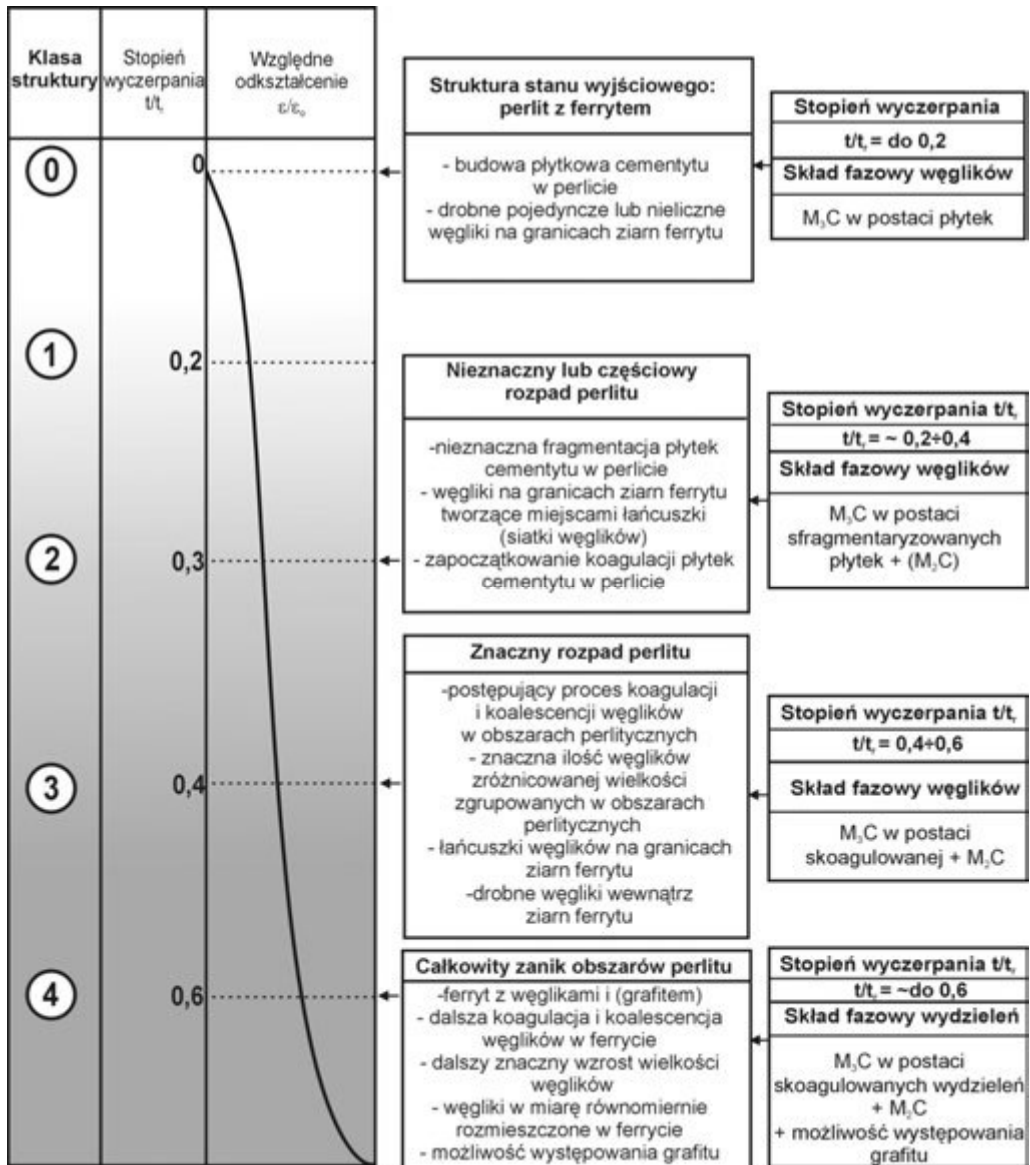 Klasa
struktury
Stopień
wyczerpania
t/tᵣ
Względne
odkształcenie
ε/ε₀
0
0
1
0,2
2
0,3
3
0,4
4
0,6
Struktura stanu wyjściowego:
perlit z ferrytem
- budowa płytkowa cementytu
w perlicie
- drobne pojedyncze lub nieliczne
węgliki na granicach ziarn ferrytu
Stopień wyczerpania
t/tᵣ = do 0,2
Skład fazowy węglików
M₃C w postaci płytek
Nieznaczny lub częściowy
rozpad perlitu
-nieznaczna fragmentacja płytek
cementytu w perlicie
- węgliki na granicach ziarn ferrytu
tworzące miejscami łańcuszki
(siatki węglików)
- zapoczątkowanie koagulacji płytek
cementytu w perlicie
Stopień wyczerpania t/tᵣ
t/tᵣ = ~ 0,2÷0,4
Skład fazowy węglików
M₃C w postaci
sfragmentaryzowanych
płytek + (M₂C)
Znaczny rozpad perlitu
-postępujący proces koagulacji
i koalescencji węglików
w obszarach perlitycznych
- znaczna ilość węglików
zróżnicowanej wielkości
zgrupowanych w obszarach
perlitycznych
- łańcuszki węglików na granicach
ziarn ferrytu
-drobne węgliki wewnątrz
ziarn ferrytu
Stopień wyczerpania t/tᵣ
t/tᵣ = 0,4÷0,6
Skład fazowy węglików
M₃C w postaci
skoagulowanej + M₂C
Całkowity zanik obszarów perlitu
-ferryt z węglikami i (grafitem)
- dalsza koagulacja i koalescencja
węglików w ferrycie
- dalszy znaczny wzrost wielkości
węglików
- węgliki w miarę równomiernie
rozmieszczone w ferrycie
- możliwość występowania grafitu
Stopień wyczerpania t/tᵣ
t/tᵣ = ~do 0,6
Skład fazowy wydzieleń
M₃C w postaci
skoagulowanych wydzieleń
+ M₂C
+ możliwość występowania
grafitu